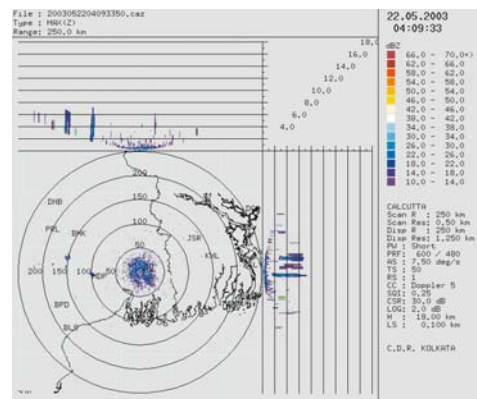 File : 2003052204093350.caz
Type : MAX(Z)
Range: 250.0 km
18.0
16.0
14.0
12.0
10.0
8.0
6.0
4.0
200
150
100
50
DHB
PRL
BMK
JSR
KHL
200 150 100 50
BPD
BLS
22.05.2003
04:09:33
dBZ
66.0 - 70.0+)
62.0 - 66.0
58.0 - 62.0
54.0 - 58.0
50.0 - 54.0
46.0 - 50.0
42.0 - 46.0
38.0 - 42.0
34.0 - 38.0
30.0 - 34.0
26.0 - 30.0
22.0 - 26.0
18.0 - 22.0
14.0 - 18.0
10.0 - 14.0
CALCUTTA
Scan R : 250 km
Scan Res: 0.50 km
Disp R : 250 km
Disp Res: 1.250 km
PW : Short
PRF: 600 / 480
AS : 7.50 deg/s
TS : 50
RS : 1
CC : Doppler 5
SQI: 0.25
CSR: 30.0 dB
LOG: 2.0 dB
H : 18.00 km
LS : 0.100 km
C.D.R. KOLKATA